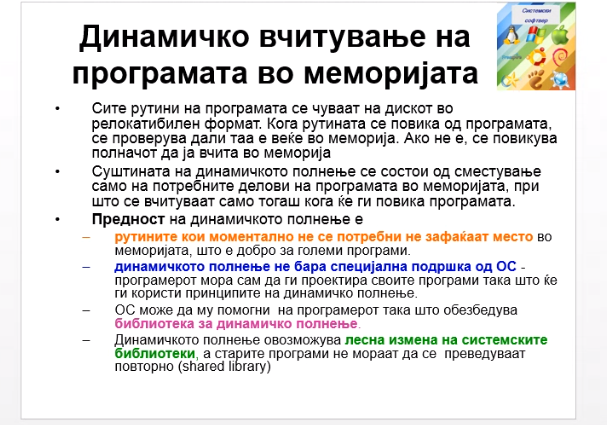 Динамичко вчитување на
програмата во меморијата
Системски
софтвер
• Сите рутини на програмата се чуваат на дискот во
релокатибилен формат. Кога рутината се повика од програмата,
се проверува дали таа е веќе во меморија. Ако не е, се повикува
полначот да ја вчита во меморија
• Суштината на динамичкото полнење се состои од сместување
само на потребните делови на програмата во меморијата, при
што се вчитуваат само тогаш кога ќе ги повика програмата.
• Предност на динамичкото полнење е
– рутините кои моментално не се потребни не зафаќаат место во
меморијата, што е добро за големи програми.
– динамичкото полнење не бара специјална подршка од ОС -
програмерот мора сам да ги проектира своите програми така што ќе
ги користи принципите на динамичко полнење.
– ОС може да му помогни на програмерот така што обезбедува
библиотека за динамичко полнење.
– Динамичкото полнење овозможува лесна измена на системските
библиотеки, а старите програми не мораат да се преведуваат
повторно (shared library)